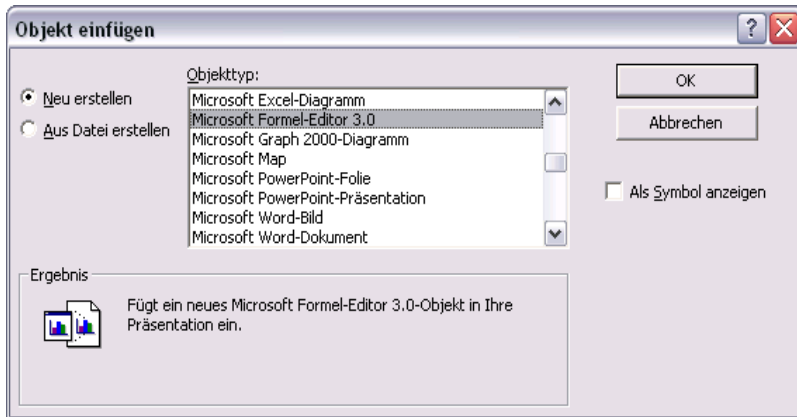 Objekt einfügen
Objekttyp:
Neu erstellen
Aus Datei erstellen
Microsoft Excel-Diagramm
Microsoft Formel-Editor 3.0
Microsoft Graph 2000-Diagramm
Microsoft Map
Microsoft PowerPoint-Folie
Microsoft PowerPoint-Präsentation
Microsoft Word-Bild
Microsoft Word-Dokument
OK
Abbrechen
Als Symbol anzeigen
Ergebnis
Fügt ein neues Microsoft Formel-Editor 3.0-Objekt in Ihre
Präsentation ein.